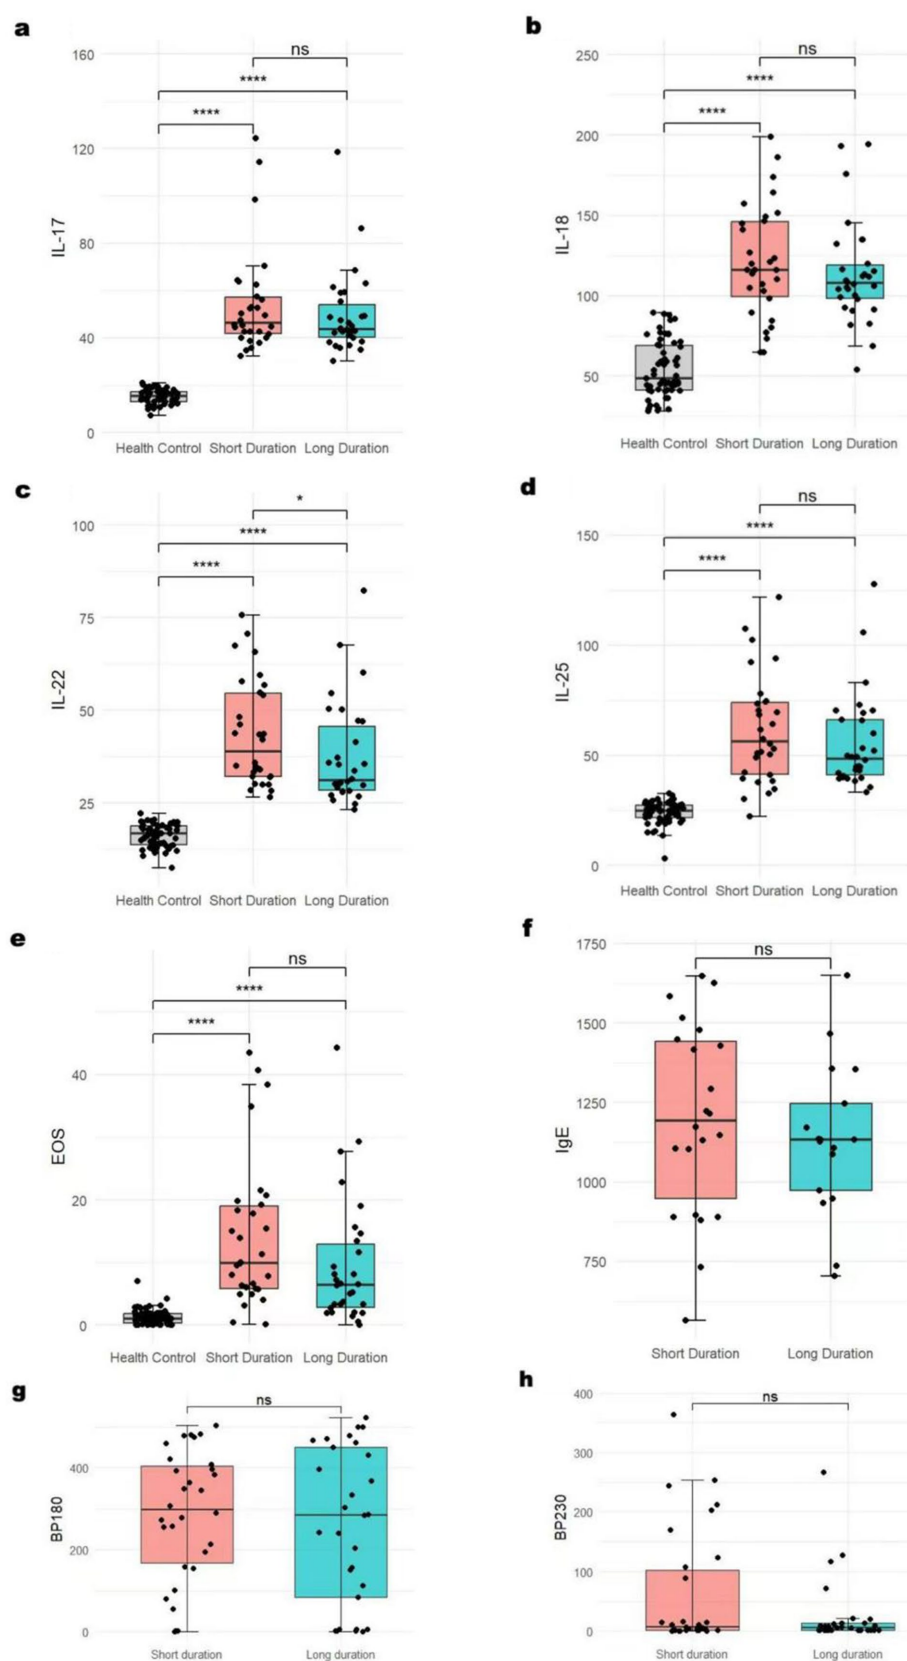 a
ns
****
****
160
120
80
40
0
IL-17
Health Control Short Duration Long Duration
b
ns
****
****
250
200
150
100
50
IL-18
Health Control Short Duration Long Duration
c
*
****
****
100
75
50
25
IL-22
Health Control Short Duration Long Duration
d
ns
****
****
150
100
50
0
IL-25
Health Control Short Duration Long Duration
e
ns
****
****
40
20
0
EOS
Health Control Short Duration Long Duration
f
ns
1750
1500
1250
1000
750
IgE
Short Duration Long Duration
g
ns
400
200
0
BP180
Short duration Long duration
h
ns
400
300
200
100
0
BP230
Short duration Long duration